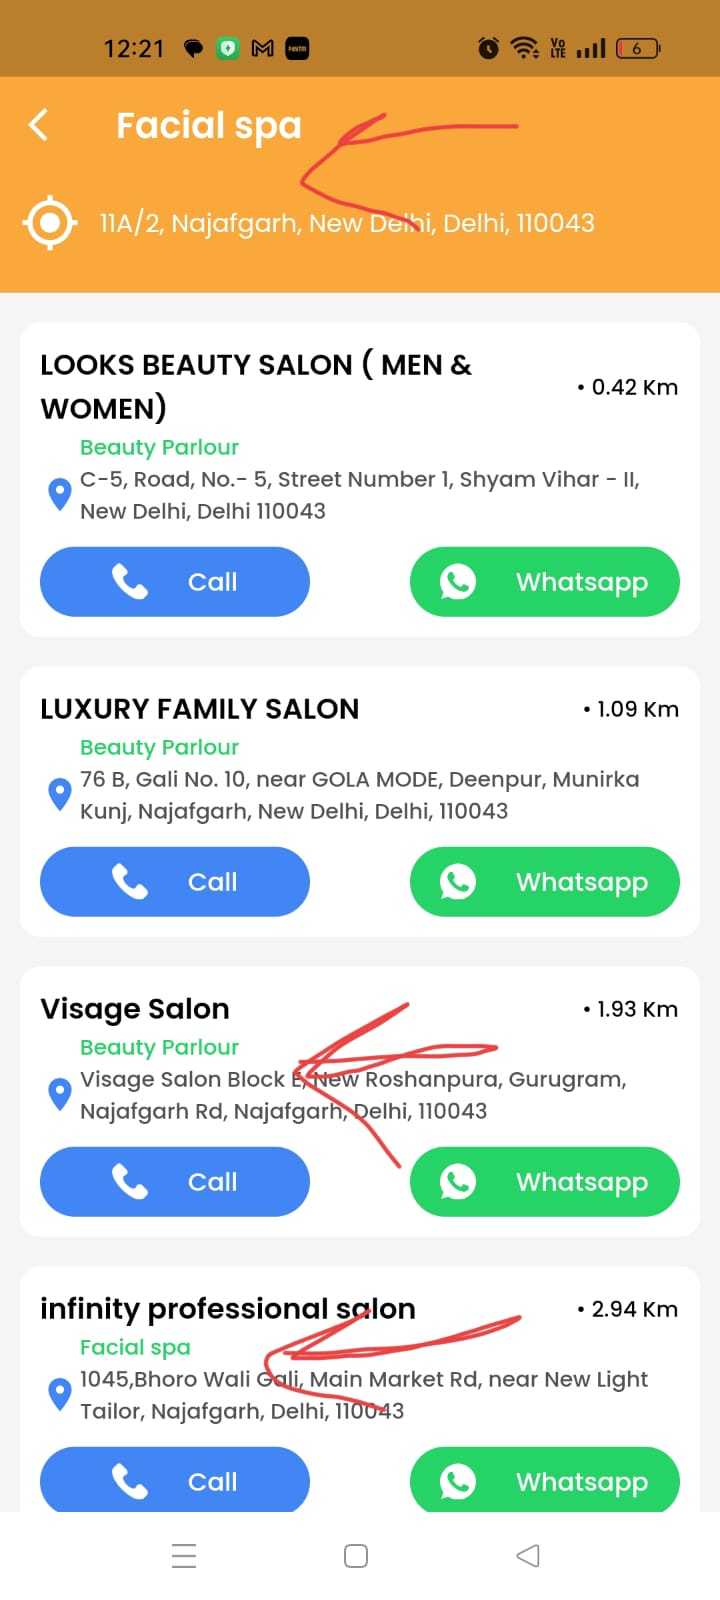 12:21
Paytm
Vo
LTE
6
Facial spa
11A/2, Najafgarh, New Delhi, Delhi, 110043
LOOKS BEAUTY SALON ( MEN &
WOMEN)
• 0.42 Km
Beauty Parlour
C-5, Road, No.- 5, Street Number 1, Shyam Vihar - II,
New Delhi, Delhi 110043
Call
Whatsapp
LUXURY FAMILY SALON
• 1.09 Km
Beauty Parlour
76 B, Gali No. 10, near GOLA MODE, Deenpur, Munirka
Kunj, Najafgarh, New Delhi, Delhi, 110043
Call
Whatsapp
Visage Salon
• 1.93 Km
Beauty Parlour
Visage Salon Block E, New Roshanpura, Gurugram,
Najafgarh Rd, Najafgarh, Delhi, 110043
Call
Whatsapp
infinity professional salon
• 2.94 Km
Facial spa
1045,Bhoro Wali Gali, Main Market Rd, near New Light
Tailor, Najafgarh, Delhi, 110043
Call
Whatsapp